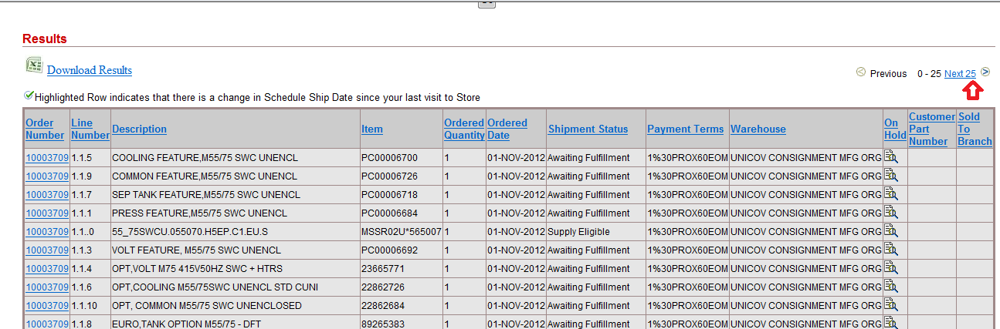 Results
Download Results
Previous 0 - 25 Next 25
Highlighted Row indicates that there is a change in Schedule Ship Date since your last visit to Store
Order Number Line Number Description Item Ordered Quantity Ordered Date Shipment Status Payment Terms Warehouse On Hold Customer Part Number Sold To Branch
10003709 1.1.5 COOLING FEATURE,M55/75 SWC UNENCL PC00006700 1 01-NOV-2012 Awaiting Fulfillment 1%30PROX60EOM UNICOV CONSIGNMENT MFG ORG
10003709 1.1.9 COMMON FEATURE,M55/75 SWC UNENCL PC00006726 1 01-NOV-2012 Awaiting Fulfillment 1%30PROX60EOM UNICOV CONSIGNMENT MFG ORG
10003709 1.1.7 SEP TANK FEATURE,M55/75 SWC UNENCL PC00006718 1 01-NOV-2012 Awaiting Fulfillment 1%30PROX60EOM UNICOV CONSIGNMENT MFG ORG
10003709 1.1.1 PRESS FEATURE,M55/75 SWC UNENCL PC00006684 1 01-NOV-2012 Awaiting Fulfillment 1%30PROX60EOM UNICOV CONSIGNMENT MFG ORG
10003709 1.1..0 55_75SWCU.055070.H5EP.C1.EU.S MSSR02U*565007 1 01-NOV-2012 Supply Eligible 1%30PROX60EOM UNICOV CONSIGNMENT MFG ORG
10003709 1.1.3 VOLT FEATURE, M55/75 SWC UNENCL PC00006692 1 01-NOV-2012 Awaiting Fulfillment 1%30PROX60EOM UNICOV CONSIGNMENT MFG ORG
10003709 1.1.4 OPT,VOLT M75 415V50HZ SWC + HTRS 23665771 1 01-NOV-2012 Awaiting Fulfillment 1%30PROX60EOM UNICOV CONSIGNMENT MFG ORG
10003709 1.1.6 OPT,COOLING M55/75SWC UNENCL STD CUNI 22862726 1 01-NOV-2012 Awaiting Fulfillment 1%30PROX60EOM UNICOV CONSIGNMENT MFG ORG
10003709 1.1.10 OPT, COMMON M55/75 SWC UNENCLOSED 22862684 1 01-NOV-2012 Awaiting Fulfillment 1%30PROX60EOM UNICOV CONSIGNMENT MFG ORG
10003709 1.1.8 EURO,TANK OPTION M55/75 - DFT 89265383 1 01-NOV-2012 Awaiting Fulfillment 1%30PROX60EOM UNICOV CONSIGNMENT MFG ORG